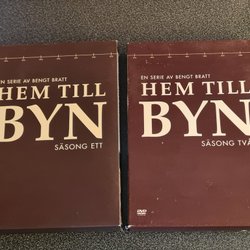 EN SERIE AV BENGT BRATT
HEM TILL
BYN
SÄSONG ETT
EN SERIE AV BENGT BRATT
HEM TILL
BYN
SÄSONG TVÅ
DVD